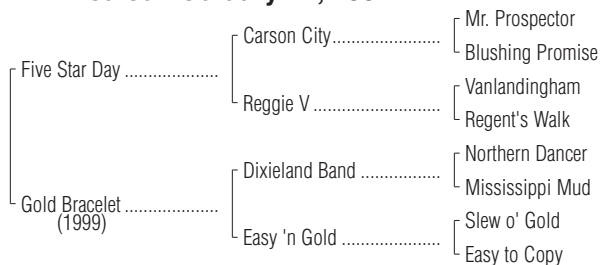 Carson City
Mr. Prospector
Blushing Promise
Five Star Day
Reggie V
Vanlandingham
Regent's Walk
Gold Bracelet
(1999)
Dixieland Band
Northern Dancer
Mississippi Mud
Easy 'n Gold
Slew o' Gold
Easy to Copy